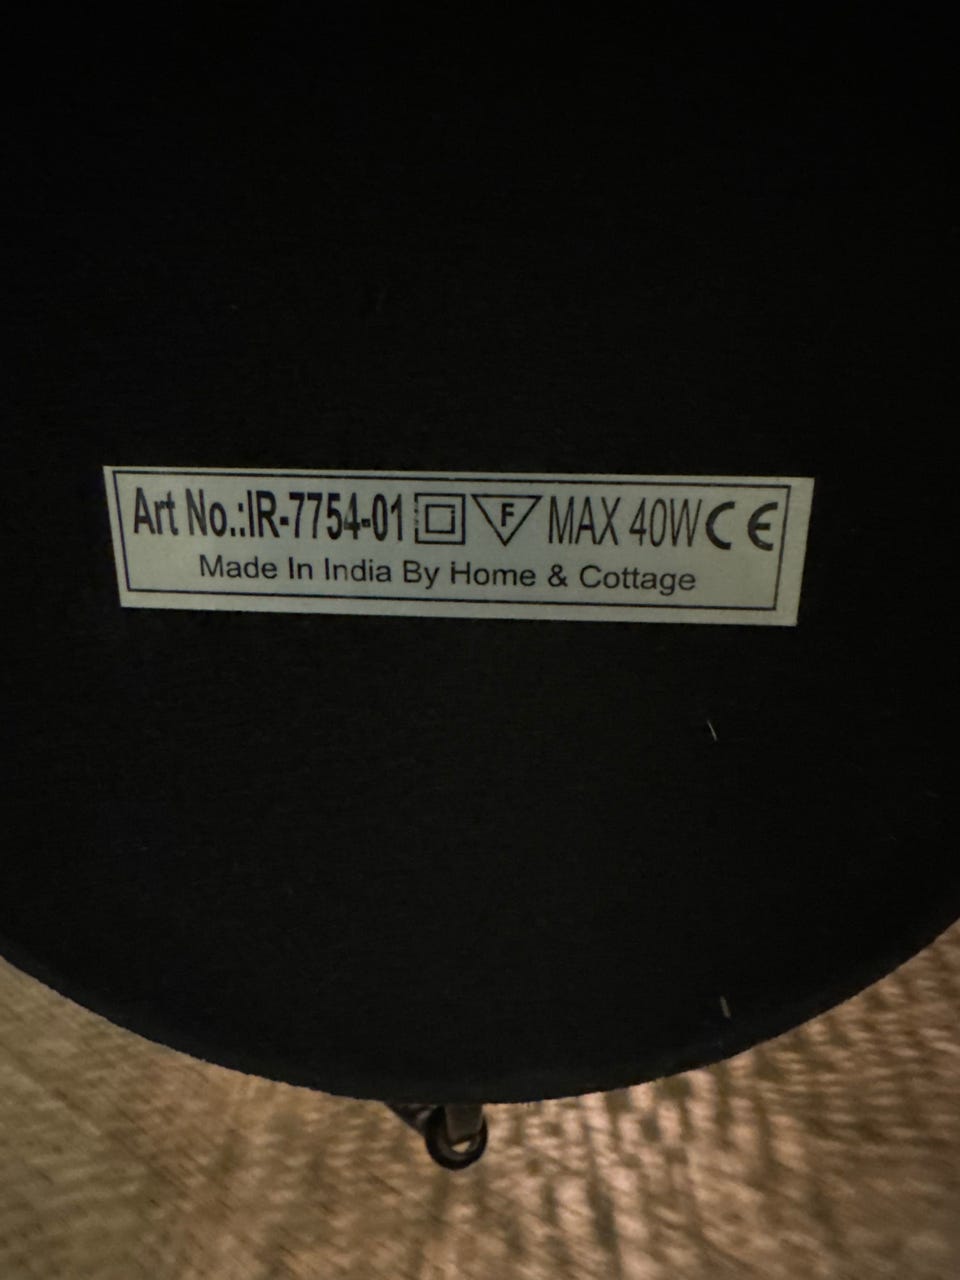 Art No.:IR-7754-01 F MAX 40W CE
Made In India By Home & Cottage